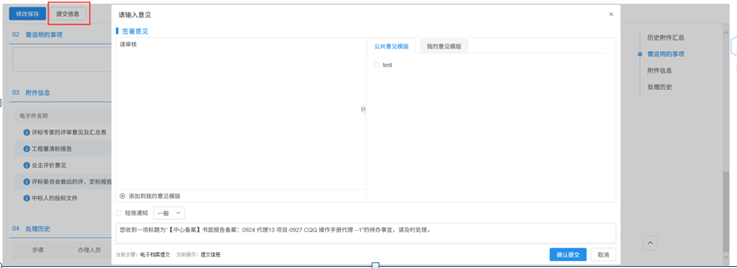 修改保存 提交信息
请输入意见 ×
签署意见
请审核
公共意见模版 我的意见模版
test
添加到我的意见模版
短信通知 一般
您收到一项标题为"【中心备案】书面报告备案：0924 代理13 项目-0927 CQQ 操作手册代理 --1"的待办事宜，请及时处理。
当前步骤：电子档案提交 当前操作：提交信息
确认提交 取消
02 需说明的事项
03 附件信息
电子件名称
评标专家的评审意见及汇总表
工程量清标报告
业主评价意见
评标委员会做出的评、定标报告
中标人的投标文件
04 处理历史
步骤 办理人员
历史附件汇总
需说明的事项
附件信息
处理历史